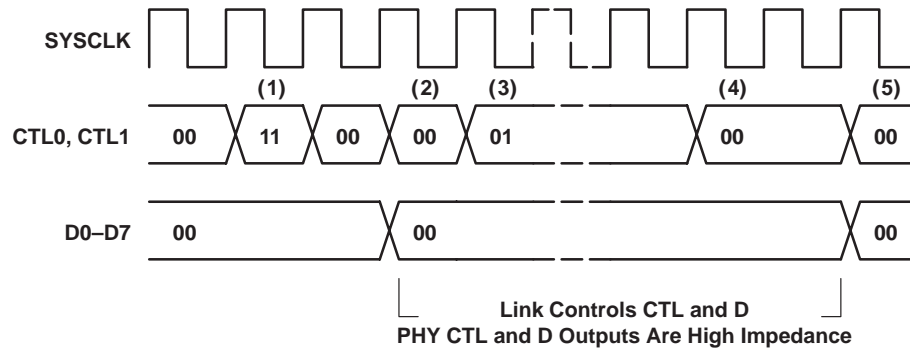 SYSCLK
(1) (2) (3) (4) (5)
CTL0, CTL1 00 11 00 00 01 00 00
D0–D7 00 00 00
Link Controls CTL and D
PHY CTL and D Outputs Are High Impedance